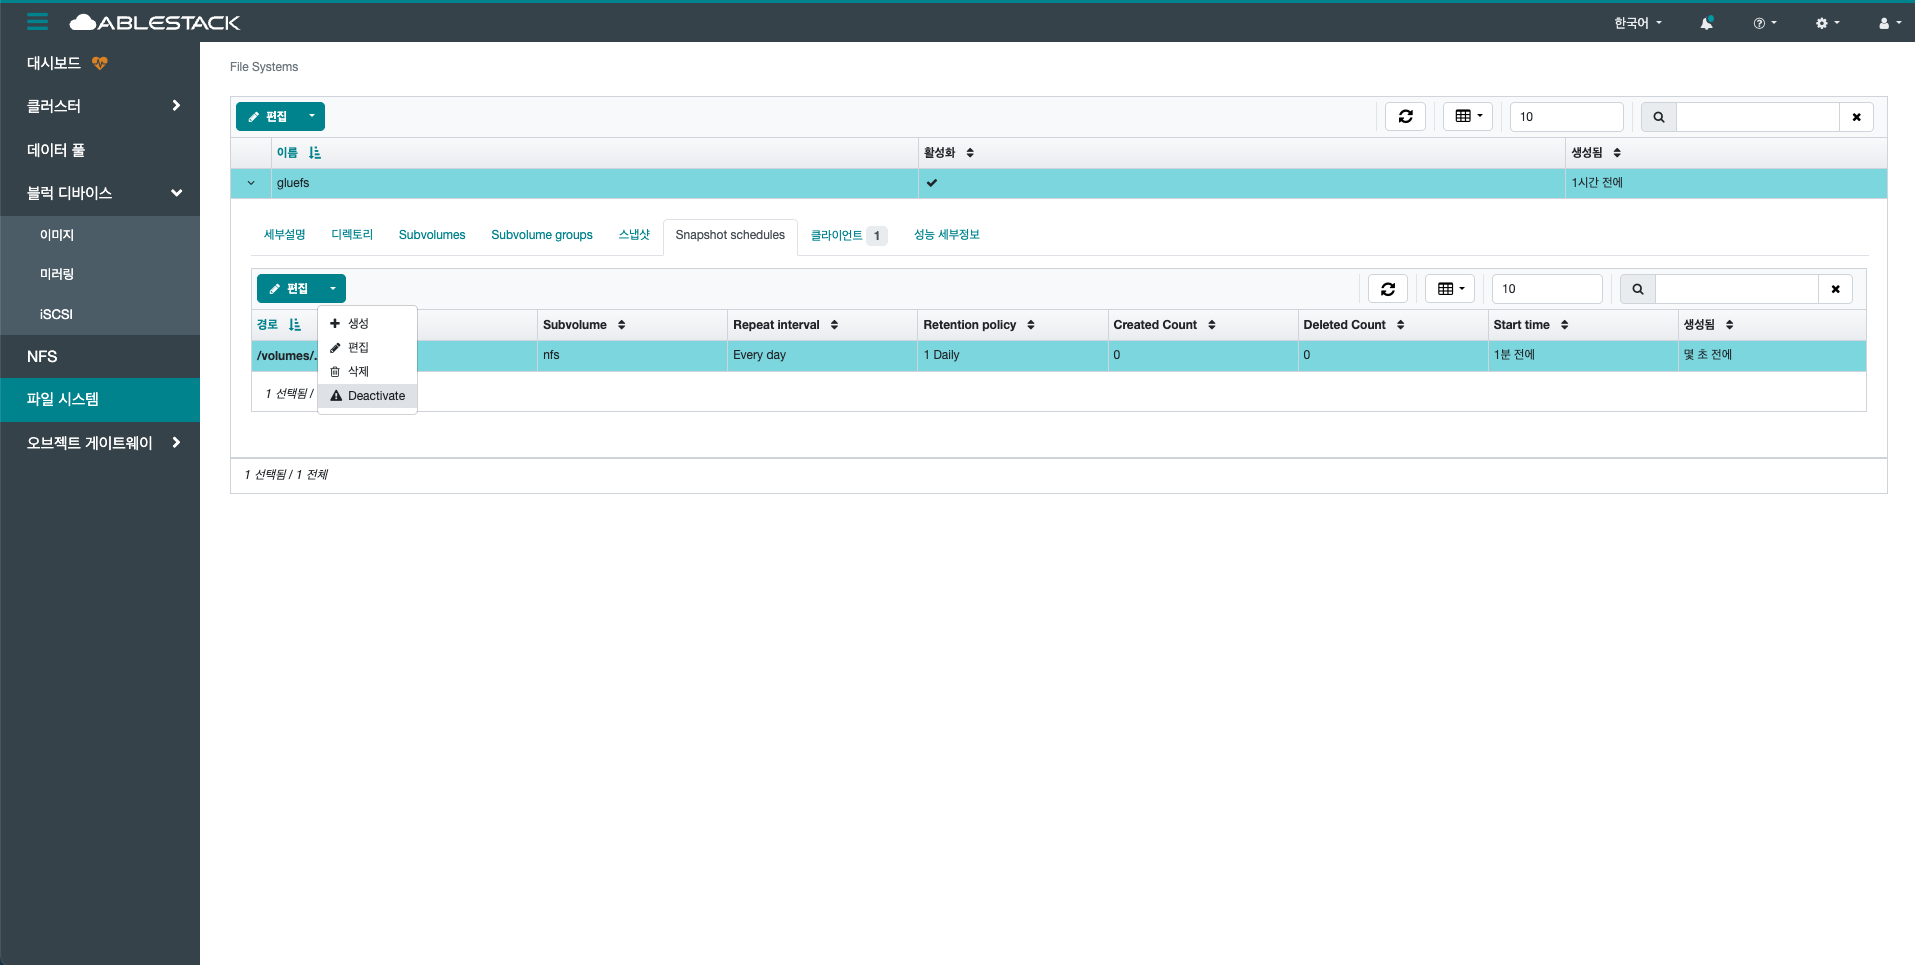 ABLESTACK
한국어
대시보드
클러스터
데이터 풀
블럭 디바이스
이미지
미러링
iSCSI
NFS
파일 시스템
오브젝트 게이트웨이
File Systems
편집
10
이름 활성화 생성됨
gluefs 1시간 전에
세부설명 디렉토리 Subvolumes Subvolume groups 스냅샷 Snapshot schedules 클라이언트 1 성능 세부정보
편집
10
경로 Subvolume Repeat interval Retention policy Created Count Deleted Count Start time 생성됨
/volumes/.. nfs Every day 1 Daily 0 0 1분 전에 몇 초 전에
1 선택됨 /
생성
편집
삭제
Deactivate
1 선택됨 / 1 전체